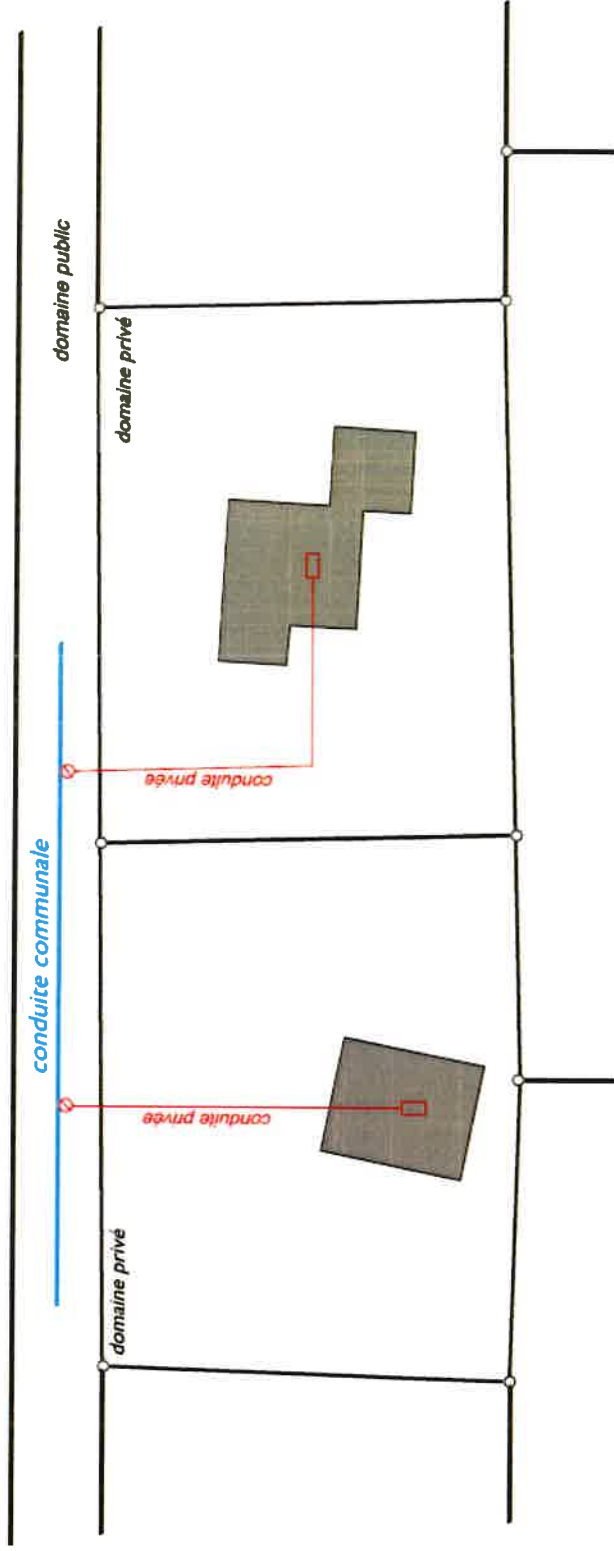 domaine public
conduite communale
domaine privé
domaine privé
conduite privée
conduite privée